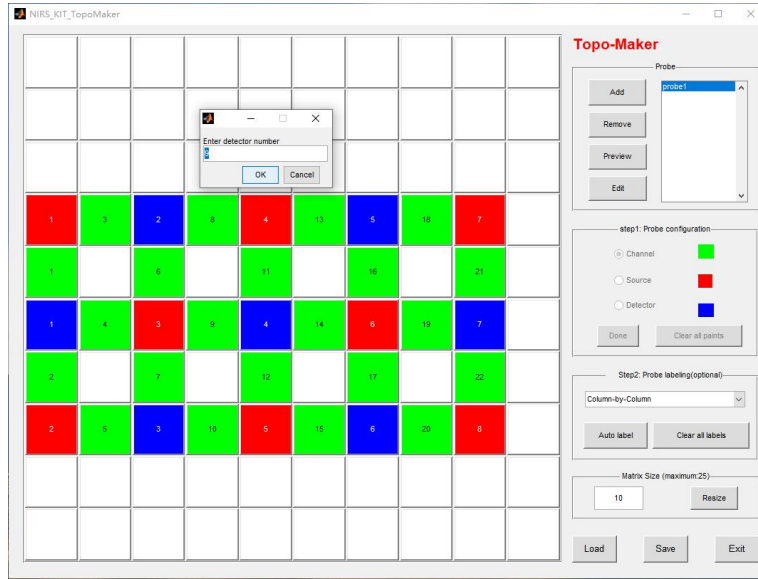 NIRS_KIT_TopoMaker
Topo-Maker
Probe
Add
probe1
Remove
Preview
Edit
Enter detector number
OK
Cancel
1 3 2 8 4 13 5 18 7
1 6 11 16 21
1 4 3 9 4 14 6 19 7
2 7 12 17 22
2 5 3 10 5 15 6 20 8
step1: Probe configuration
Channel
Source
Detector
Done
Clear all paints
Step2: Probe labeling(optional)
Column-by-Column
Auto label
Clear all labels
Matrix Size (maximum:25)
10
Resize
Load
Save
Exit